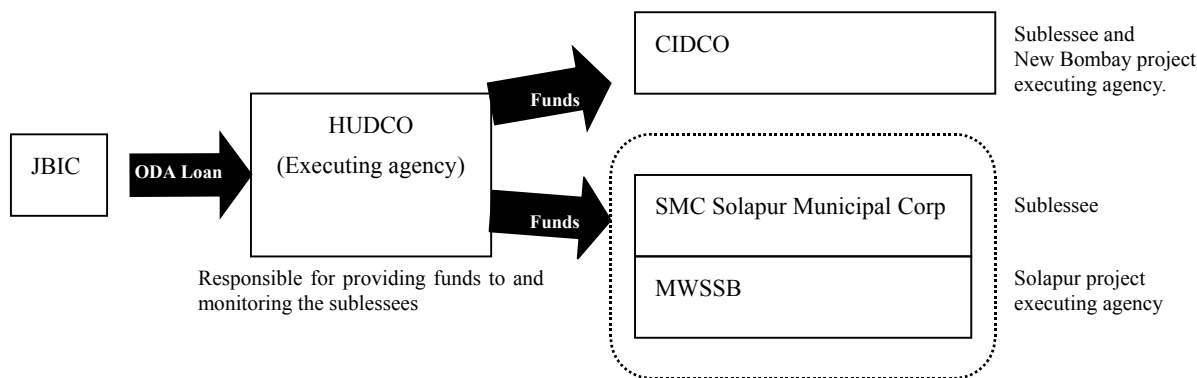 JBIC
ODA Loan
HUDCO
(Executing agency)
Responsible for providing funds to and
monitoring the sublessees
Funds
Funds
CIDCO
Sublessee and
New Bombay project
executing agency.
SMC Solapur Municipal Corp
Sublessee
MWSSB
Solapur project
executing agency